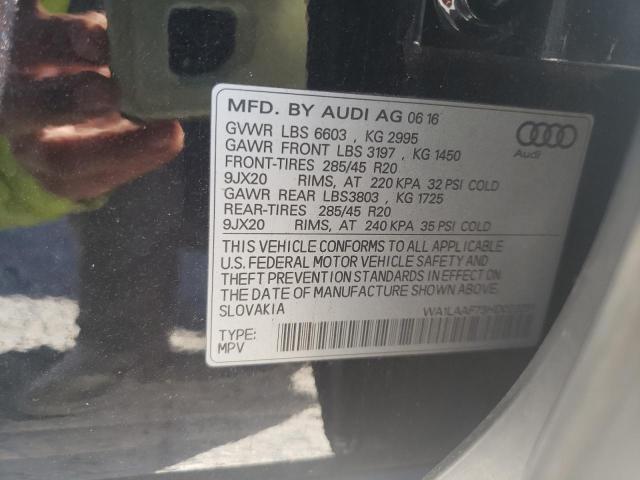 MFD. BY AUDI AG 06 16
GVWR LBS 6603 , KG 2995
GAWR FRONT LBS 3197 , KG 1450
FRONT-TIRES 285/45 R20
9JX20 RIMS, AT 220 KPA 32 PSI COLD
GAWR REAR LBS3803 , KG 1725
REAR-TIRES 285/45 R20
9JX20 RIMS, AT 240 KPA 35 PSI COLD
Audi
THIS VEHICLE CONFORMS TO ALL APPLICABLE
U.S. FEDERAL MOTOR VEHICLE SAFETY AND
THEFT PREVENTION STANDARDS IN EFFECT ON
THE DATE OF MANUFACTURE SHOWN ABOVE.
SLOVAKIA
TYPE:
MPV